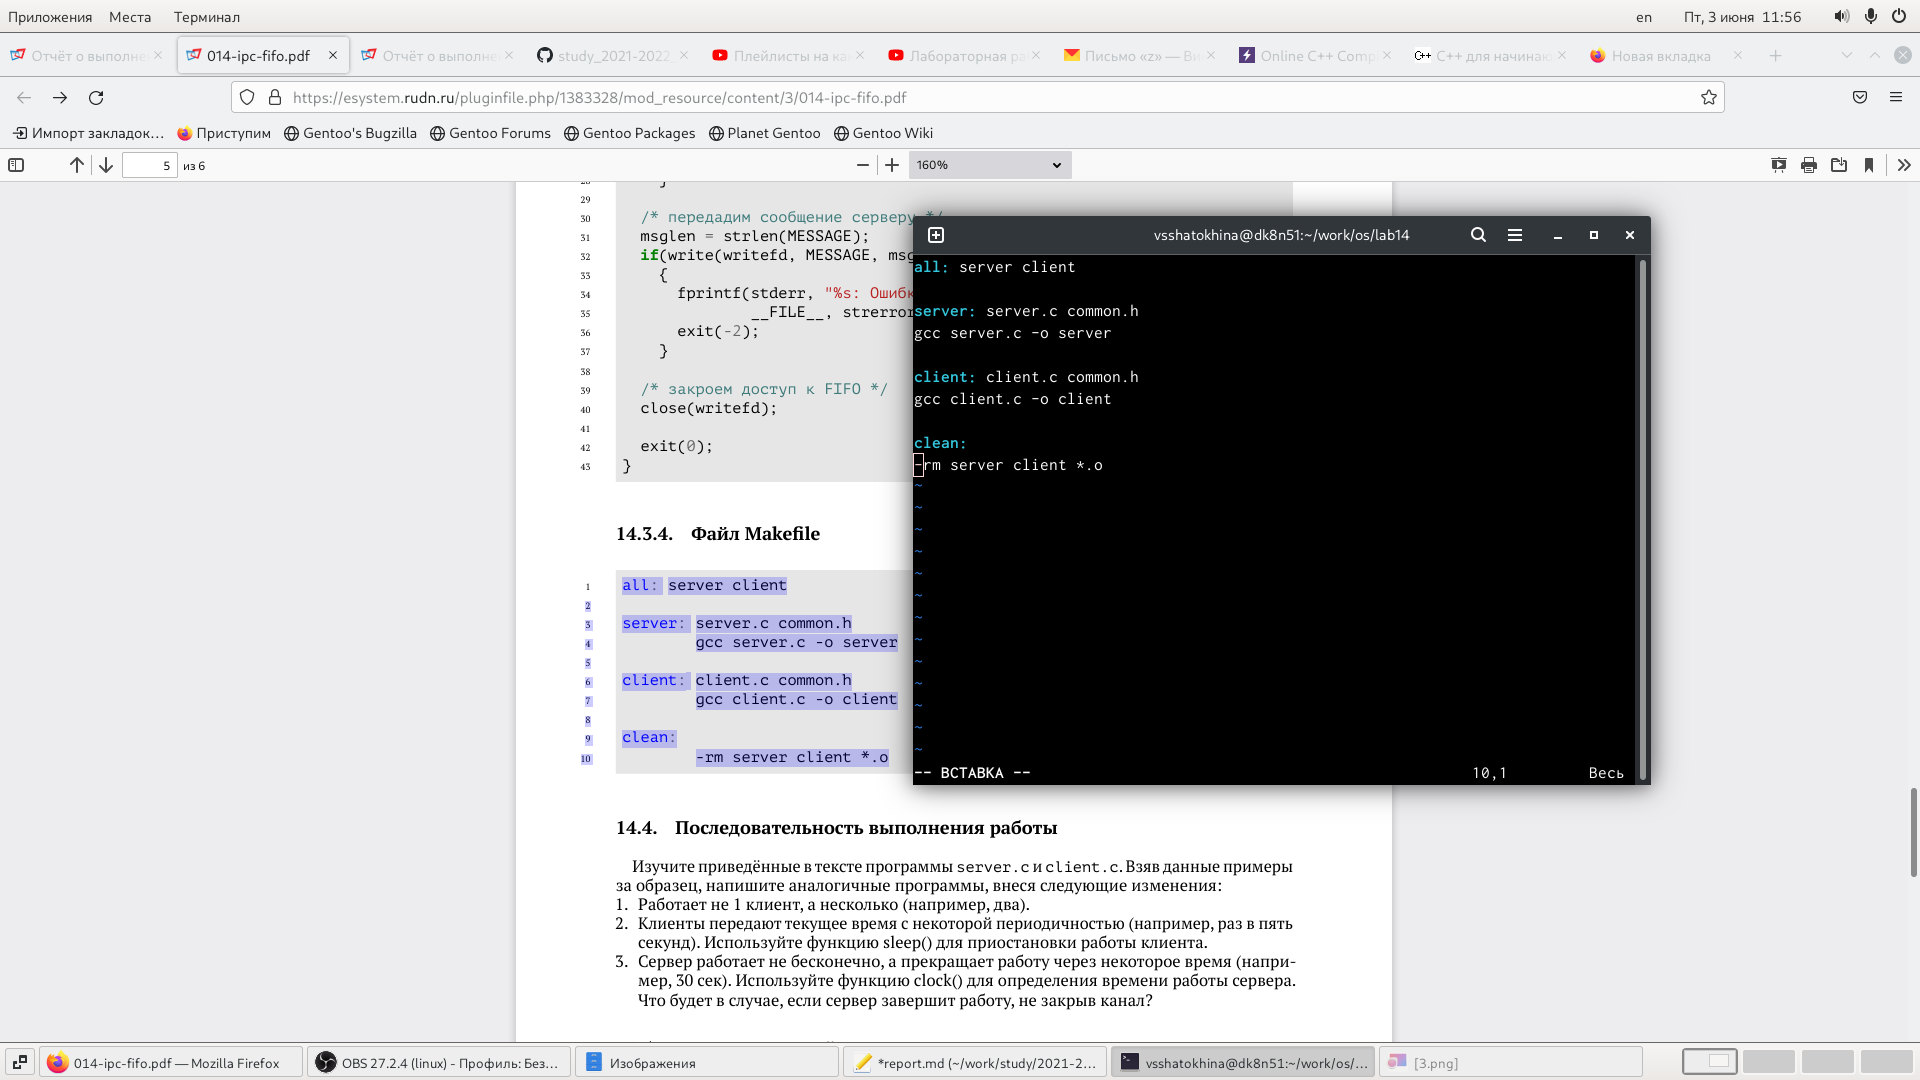 Приложения Места Терминал en Пт, 3 июня 11:56
Отчёт о выполне 014-ipc-fifo.pdf Отчёт о выполне study_2021-2022_ Плейлисты на ка Лабораторная ра Письмо «z» — Ви Online C++ Comp C++ C++ для начинаю Новая вкладка
https://esystem.rudn.ru/pluginfile.php/1383328/mod_resource/content/3/014-ipc-fifo.pdf
Импорт закладок… Приступим Gentoo's Bugzilla Gentoo Forums Gentoo Packages Planet Gentoo Gentoo Wiki
5 из 6 160%
28 }
29
30 /* передадим сообщение серверу */
31 msglen = strlen(MESSAGE);
32 if(write(writefd, MESSAGE, msg
33 {
34 fprintf(stderr, "%s: Ошибк
35 __FILE__, strerror
36 exit(-2);
37 }
38
39 /* закроем доступ к FIFO */
40 close(writefd);
41
42 exit(0);
43 }
14.3.4. Файл Makefile
1 all: server client
2
3 server: server.c common.h
4 gcc server.c -o server
5
6 client: client.c common.h
7 gcc client.c -o client
8
9 clean:
10 -rm server client *.o
14.4. Последовательность выполнения работы
Изучите приведённые в тексте программы server.c и client.c. Взяв данные примеры
за образец, напишите аналогичные программы, внеся следующие изменения:
1. Работает не 1 клиент, а несколько (например, два).
2. Клиенты передают текущее время с некоторой периодичностью (например, раз в пять
секунд). Используйте функцию sleep() для приостановки работы клиента.
3. Сервер работает не бесконечно, а прекращает работу через некоторое время (напри-
мер, 30 сек). Используйте функцию clock() для определения времени работы сервера.
Что будет в случае, если сервер завершит работу, не закрыв канал?
vsshatokhina@dk8n51:~/work/os/lab14
all: server client
server: server.c common.h
gcc server.c -o server
client: client.c common.h
gcc client.c -o client
clean:
-rm server client *.o
~
~
~
~
~
~
~
~
~
~
~
~
~
-- ВСТАВКА -- 10,1 Весь
014-ipc-fifo.pdf — Mozilla Firefox OBS 27.2.4 (linux) - Профиль: Без… Изображения *report.md (~/work/study/2021-2… vsshatokhina@dk8n51:~/work/os/… [3.png]